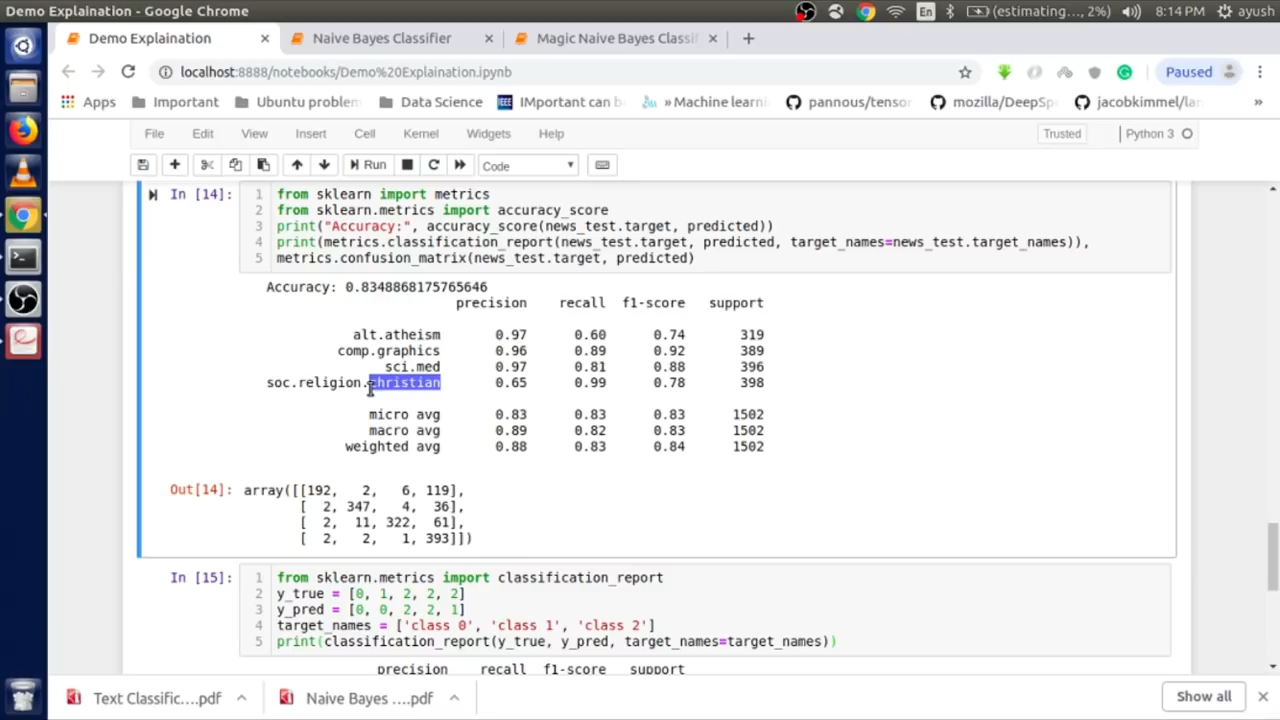 Demo Explaination - Google Chrome
En (estimating..., 2%) 8:14 PM ayush
Demo Explaination × Naive Bayes Classifier × Magic Naive Bayes Classif ×
localhost:8888/notebooks/Demo%20Explaination.ipynb Paused
Apps Important Ubuntu problem Data Science IEEE IMportant can b » Machine learni pannous/tensor mozilla/DeepSp jacobkimmel/ »
File Edit View Insert Cell Kernel Widgets Help Trusted Python 3
Run Code
In [14]:
1 from sklearn import metrics
2 from sklearn.metrics import accuracy_score
3 print("Accuracy:", accuracy_score(news_test.target, predicted))
4 print(metrics.classification_report(news_test.target, predicted, target_names=news_test.target_names)),
5 metrics.confusion_matrix(news_test.target, predicted)
Accuracy: 0.8348868175765646
precision recall f1-score support
alt.atheism 0.97 0.60 0.74 319
comp.graphics 0.96 0.89 0.92 389
sci.med 0.97 0.81 0.88 396
soc.religion.christian 0.65 0.99 0.78 398
micro avg 0.83 0.83 0.83 1502
macro avg 0.89 0.82 0.83 1502
weighted avg 0.88 0.83 0.84 1502
Out[14]: array([[192, 2, 6, 119],
[ 2, 347, 4, 36],
[ 2, 11, 322, 61],
[ 2, 2, 1, 393]])
In [15]:
1 from sklearn.metrics import classification_report
2 y_true = [0, 1, 2, 2, 2]
3 y_pred = [0, 0, 2, 2, 1]
4 target_names = ['class 0', 'class 1', 'class 2']
5 print(classification_report(y_true, y_pred, target_names=target_names))
precision recall f1-score support
Text Classific....pdf Naive Bayes ....pdf Show all ×